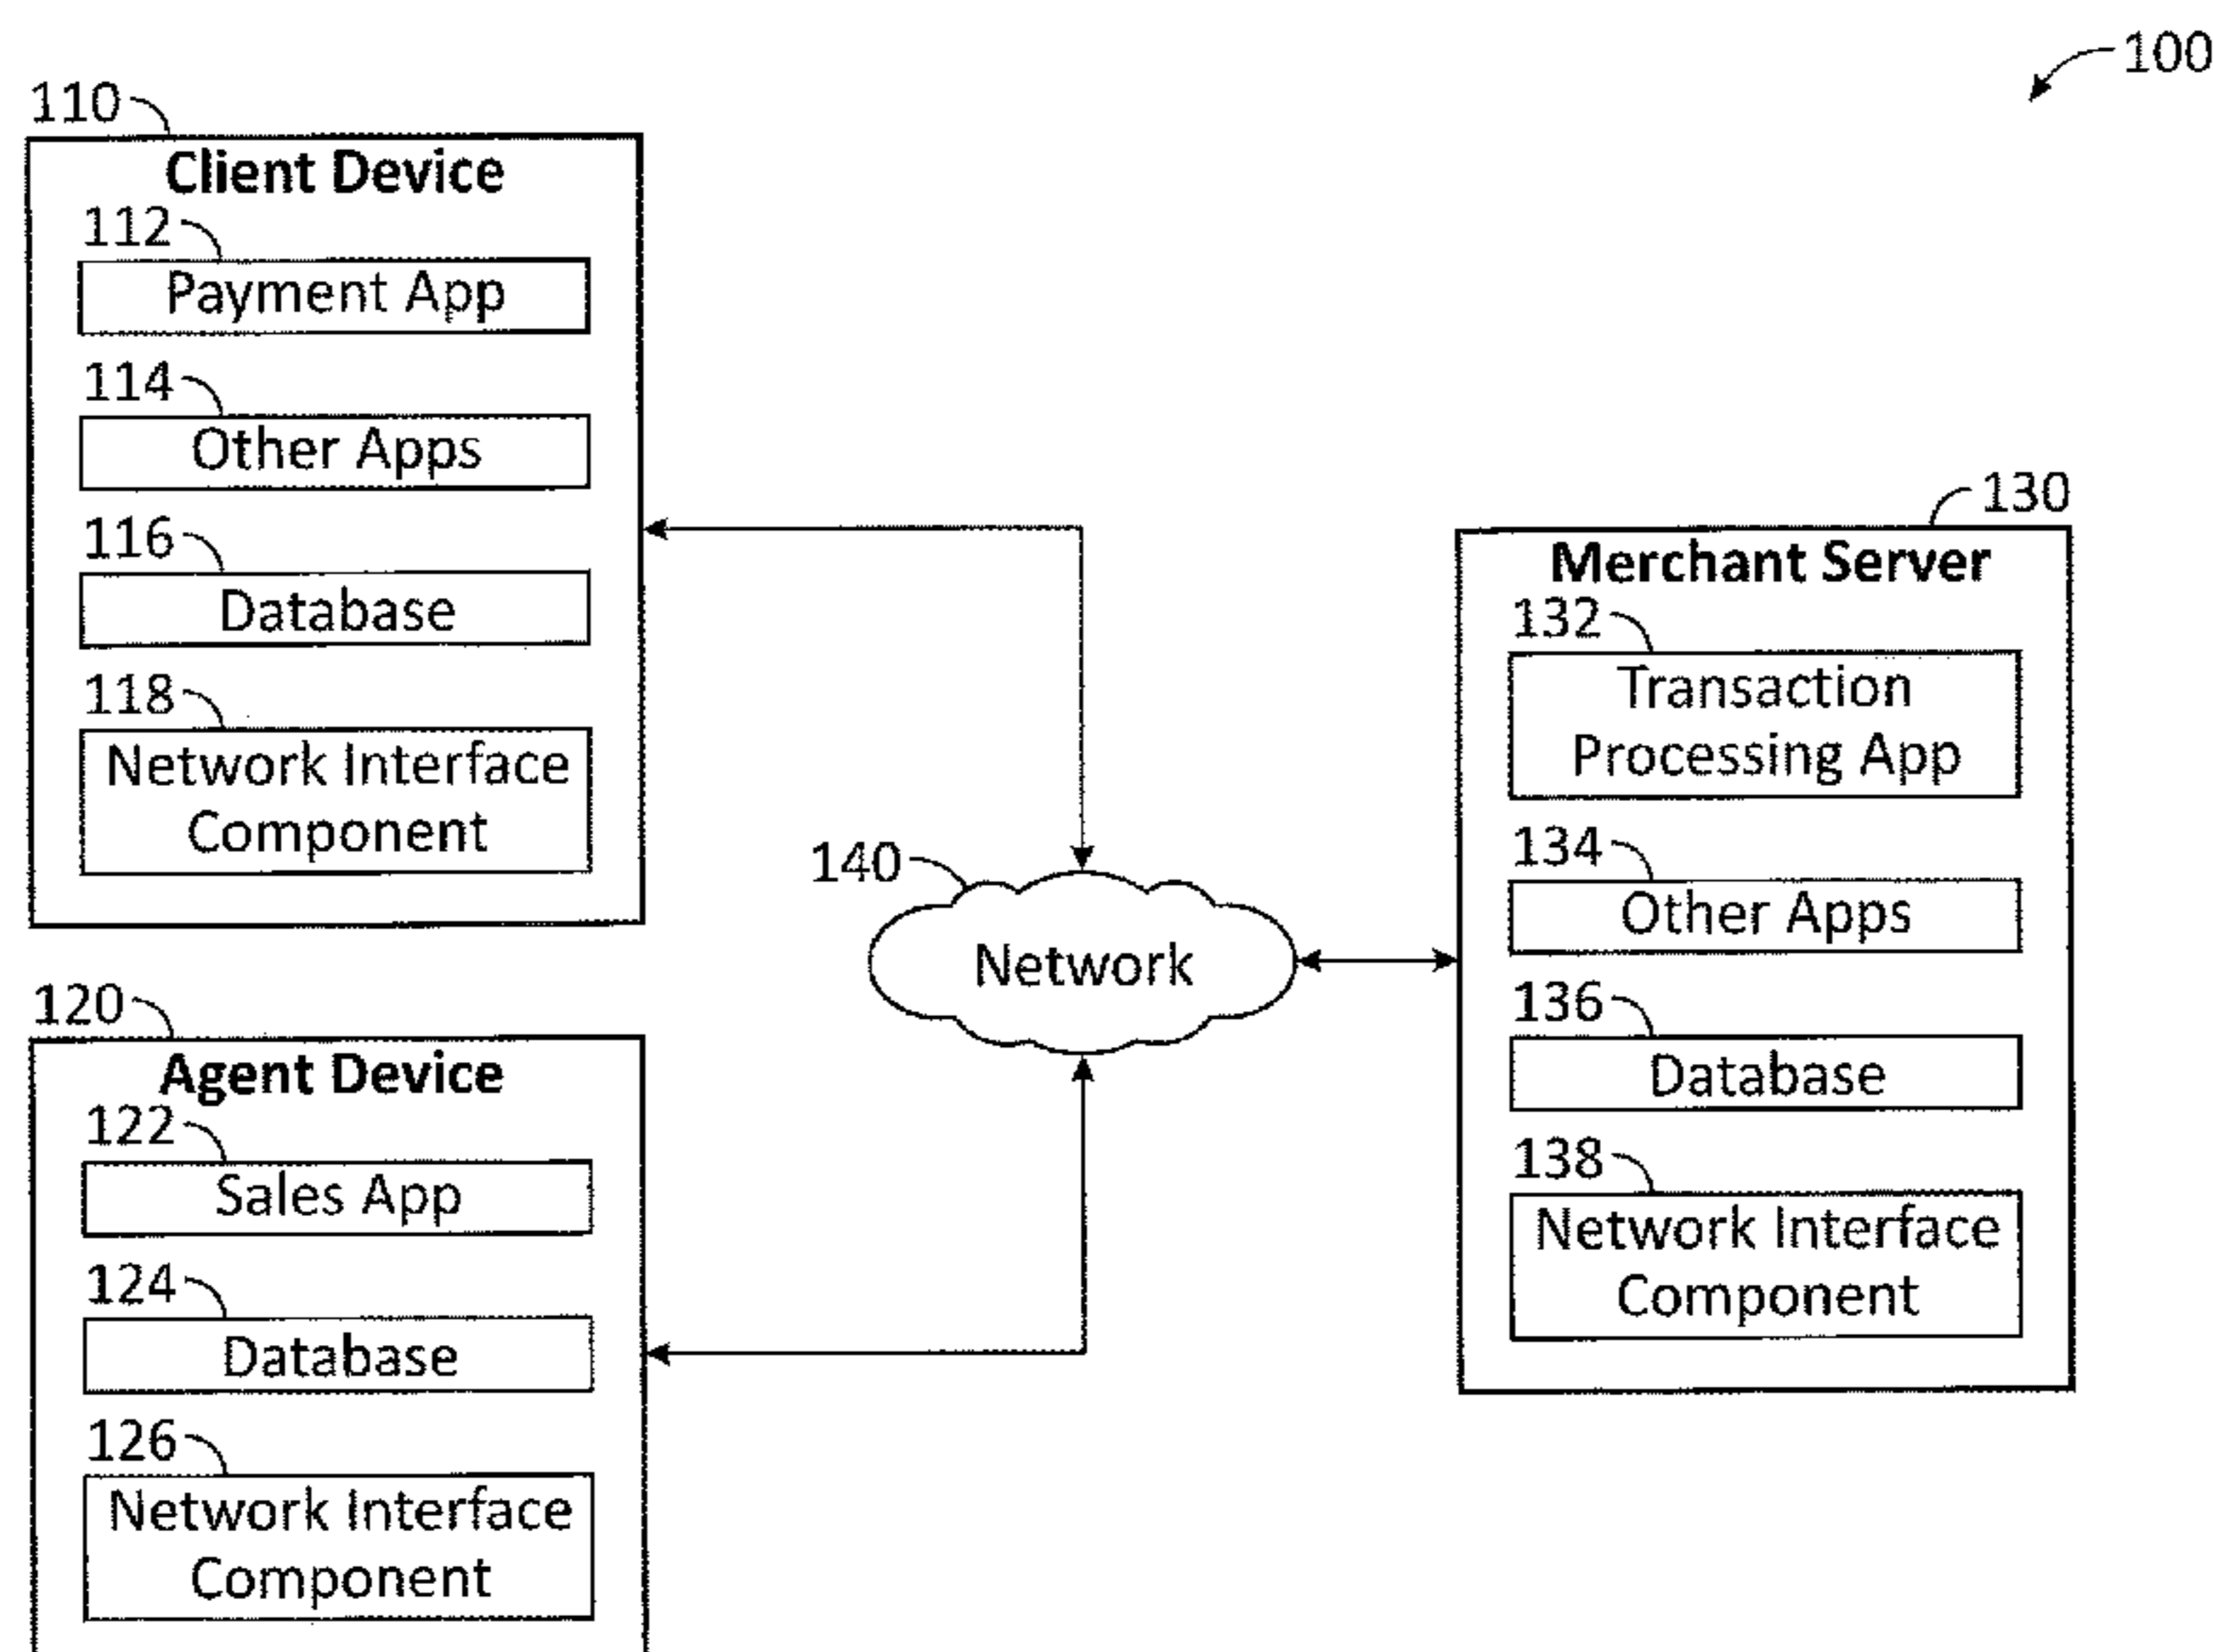 100
110
Client Device
112
Payment App
114
Other Apps
116
Database
118
Network Interface
Component
120
Agent Device
122
Sales App
124
Database
126
Network Interface
Component
140
Network
130
Merchant Server
132
Transaction
Processing App
134
Other Apps
136
Database
138
Network Interface
Component